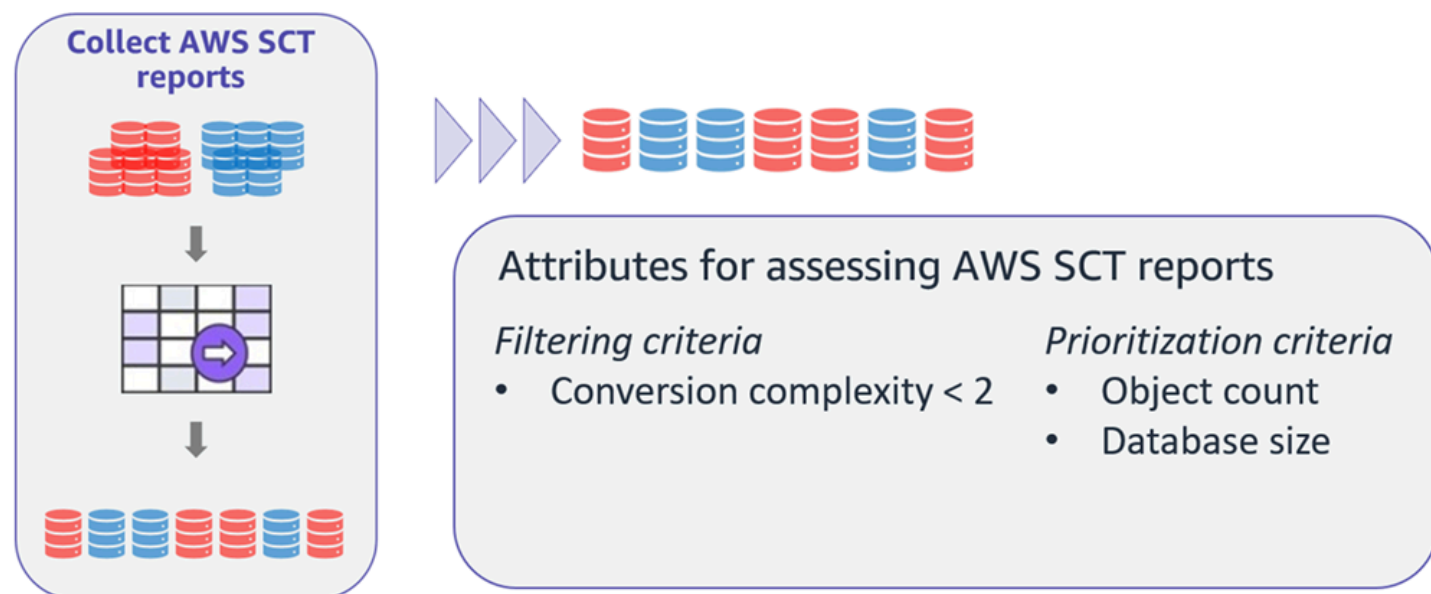 Collect AWS SCT
reports
Attributes for assessing AWS SCT reports
Filtering criteria
• Conversion complexity < 2
Prioritization criteria
• Object count
• Database size